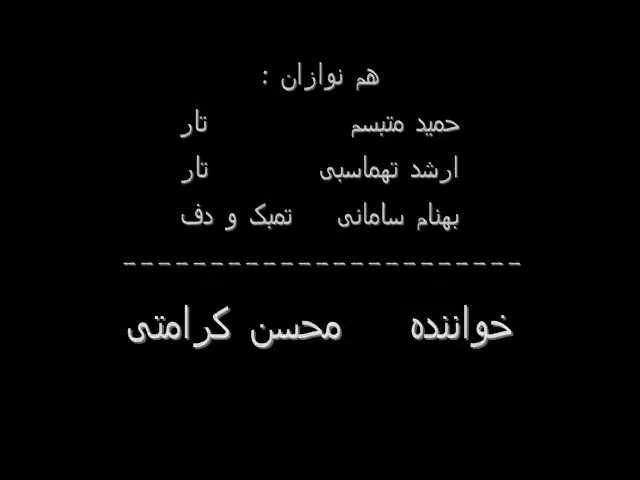 هم نوازان :
حمید متبسم تار
ارشد تهماسبی تار
بهنام سامانی تمبک و دف
-----------------------
خواننده محسن کرامتی